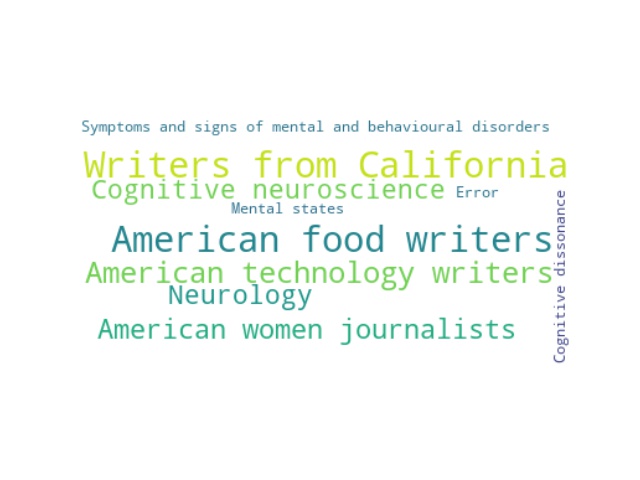 Symptoms and signs of mental and behavioural disorders
Writers from California
Cognitive neuroscience
Error
Mental states
American food writers
American technology writers
Neurology
American women journalists
Cognitive dissonance